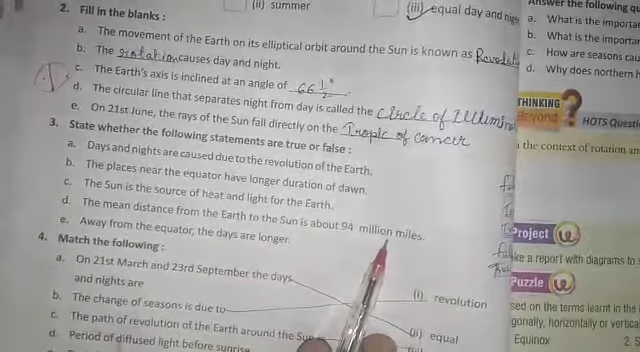 (ii) summer
(iii) equal day and
2. Fill in the blanks :
a. The movement of the Earth on its elliptical orbit around the Sun is known as
b. The rotation causes day and night.
c. The Earth's axis is inclined at an angle of 66 1/2°
d. The circular line that separates night from day is called the Circle of
e. On 21st June, the rays of the Sun fall directly on the Tropic of cancer
3. State whether the following statements are true or false :
a. Days and nights are caused due to the revolution of the Earth.
b. The places near the equator have longer duration of dawn.
c. The Sun is the source of heat and light for the Earth.
d. The mean distance from the Earth to the Sun is about 94 million miles.
e. Away from the equator, the days are longer.
4. Match the following :
a. On 21st March and 23rd September the days
and nights are
(i) revolution
b. The change of seasons is due to
(ii) equal
c. The path of revolution of the Earth around the Sun
d. Period of diffused light before sunrise
Answer the following
a. What is the
b. What is the
c. How are seasons
d. Why does northern
THINKING
Beyond ?
HOTS
the context of rotation
Project
a report with diagrams to
Puzzle
sed on the terms learnt in the
gonally, horizontally or
Equinox
2.